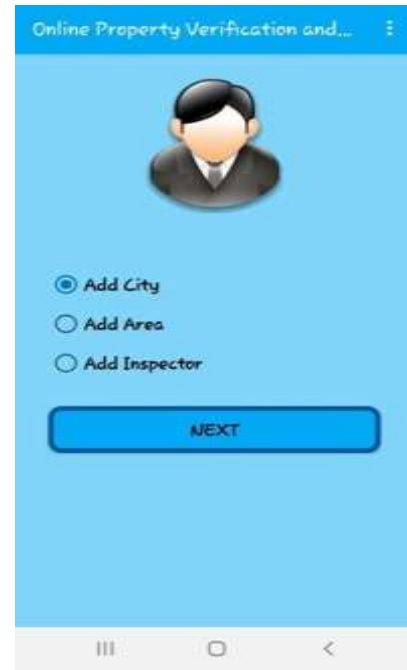 Online Property Verification and...
Add City
Add Area
Add Inspector
NEXT